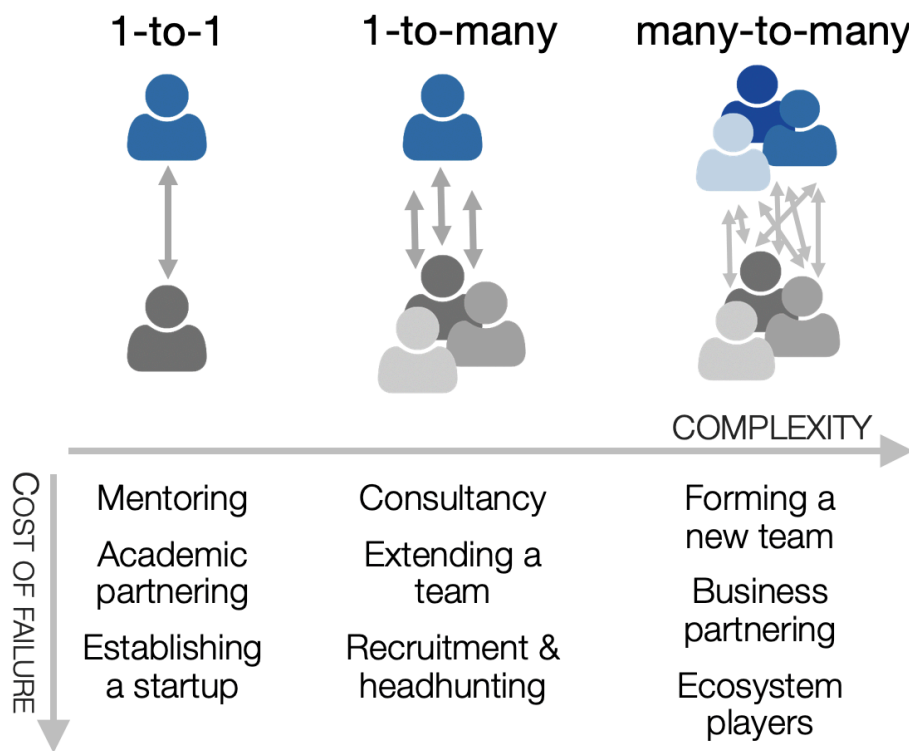 1-to-1
1-to-many
many-to-many
COMPLEXITY
COST OF FAILURE
Mentoring
Academic
partnering
Establishing
a startup
Consultancy
Extending a
team
Recruitment &
headhunting
Forming a
new team
Business
partnering
Ecosystem
players